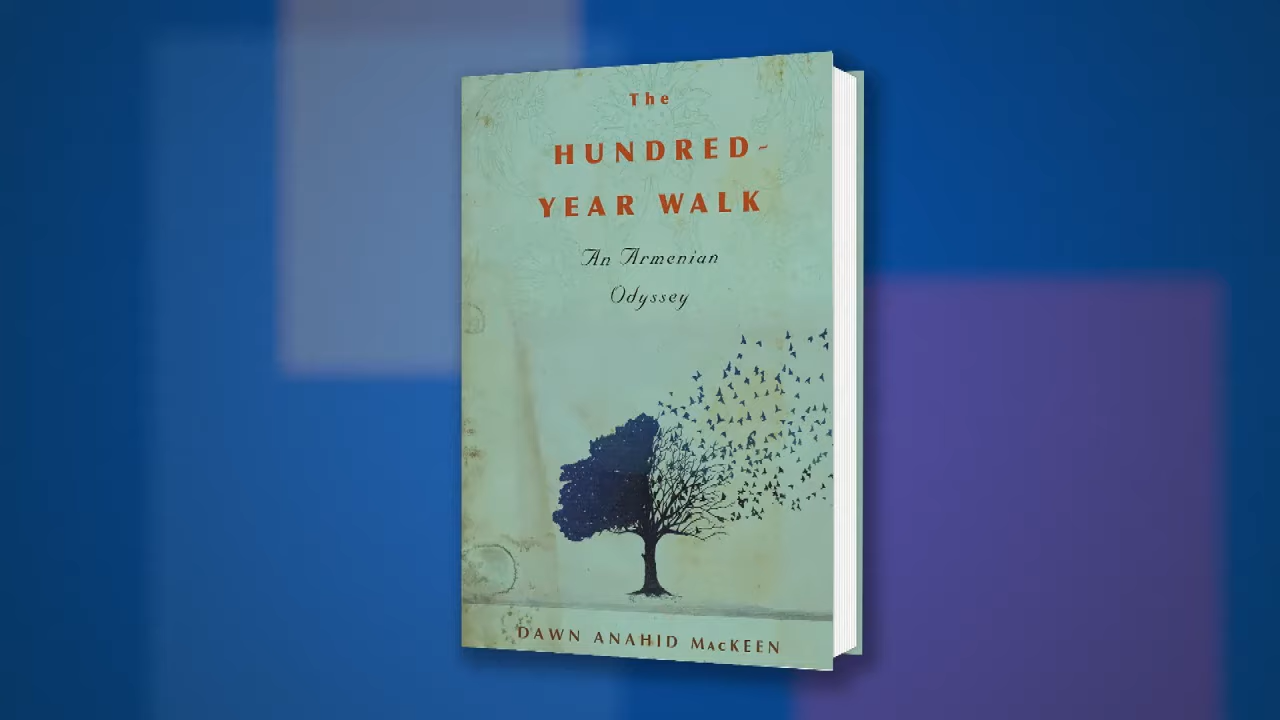 The
HUNDRED-
YEAR WALK
An Armenian
Odyssey
DAWN ANAHID MacKEEN